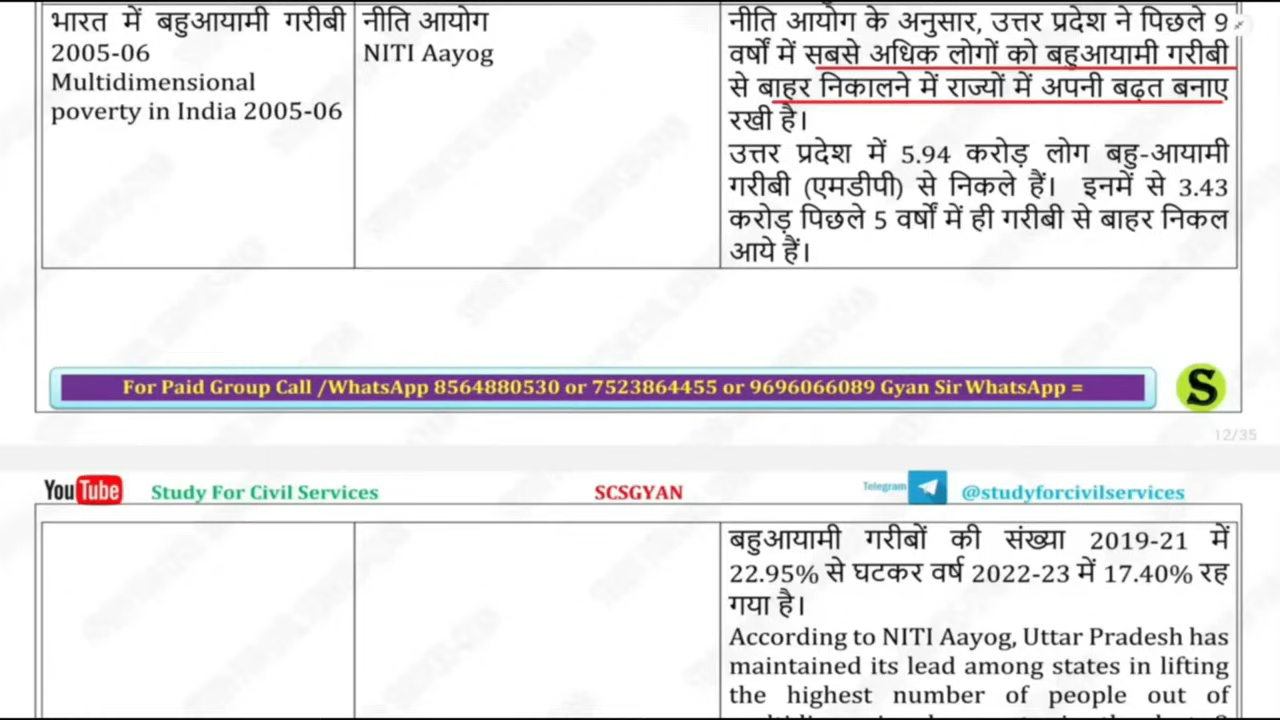 भारत में बहुआयामी गरीबी
2005-06
Multidimensional
poverty in India 2005-06
नीति आयोग
NITI Aayog
नीति आयोग के अनुसार, उत्तर प्रदेश ने पिछले 9
वर्षों में सबसे अधिक लोगों को बहुआयामी गरीबी
से बाहर निकालने में राज्यों में अपनी बढ़त बनाए
रखी है।
उत्तर प्रदेश में 5.94 करोड़ लोग बहु-आयामी
गरीबी (एमडीपी) से निकले हैं। इनमें से 3.43
करोड़ पिछले 5 वर्षों में ही गरीबी से बाहर निकल
आये हैं।
For Paid Group Call /WhatsApp 8564880530 or 7523864455 or 9696066089 Gyan Sir WhatsApp =
S
12/35
YouTube Study For Civil Services SCSGYAN Telegram @studyforcivilservices
बहुआयामी गरीबों की संख्या 2019-21 में
22.95% से घटकर वर्ष 2022-23 में 17.40% रह
गया है।
According to NITI Aayog, Uttar Pradesh has
maintained its lead among states in lifting
the highest number of people out of